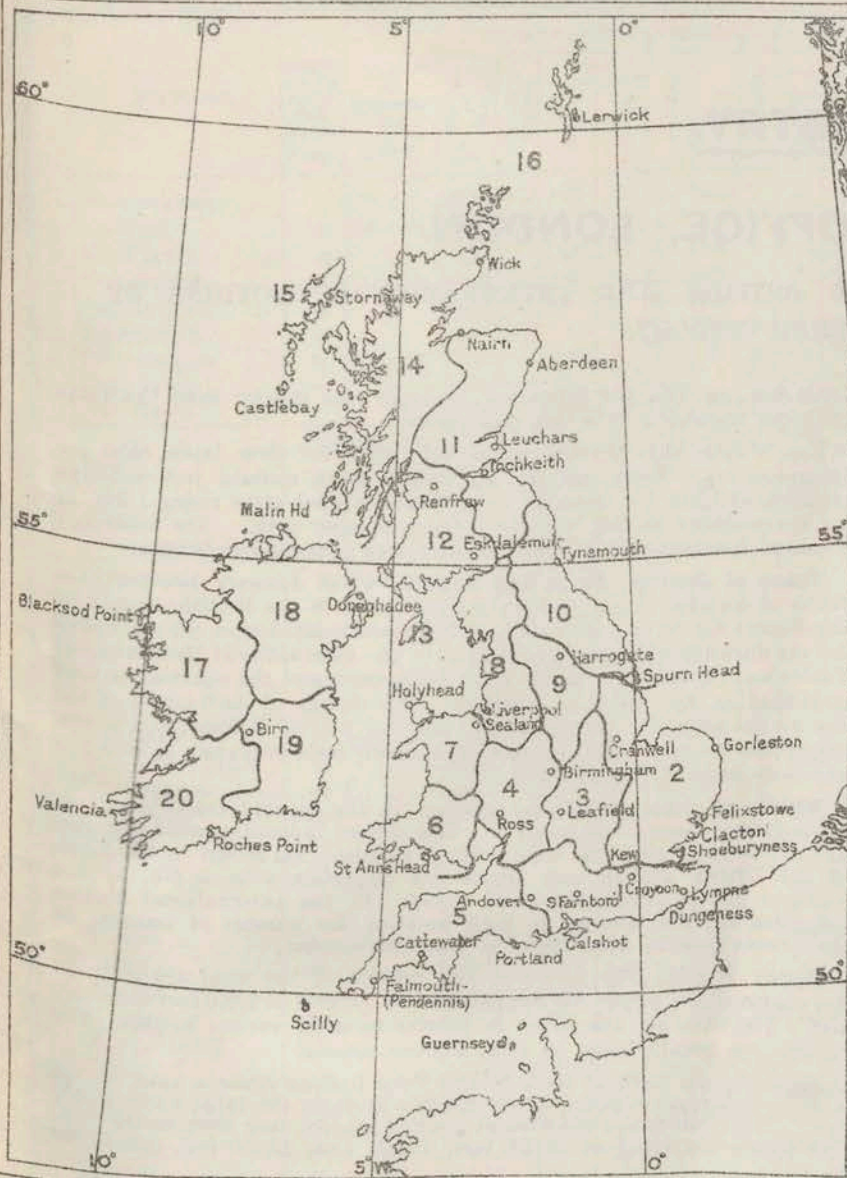 10°
5°
0°
5°
60°
Lerwick
16
Wick
15
Stornoway
Nairn
14
Aberdeen
Castlebay
Leuchars
11
Inchkeith
Renfrew
Malin Hd
55°
12
Eskdalemuir
Tynemouth
55°
18
Donaghadee
10
Blacksod Point
13
Harrogate
17
8
9
Spurn Head
Holyhead
Liverpool
Sealand
Birr
19
Cranwell
Gorleston
7
Birmingham
2
20
4
3
Valencia
Ross
Leafield
Felixstowe
6
Clacton
Roches Point
Shoeburyness
St Anns Head
Kew
Croydon
Lympne
Andover
S Farnboro'
1
5
Dungeness
Cattewater
Calshot
50°
Portland
50°
Falmouth-
(Pendennis)
Scilly
Guernsey
10°
5°W
0°